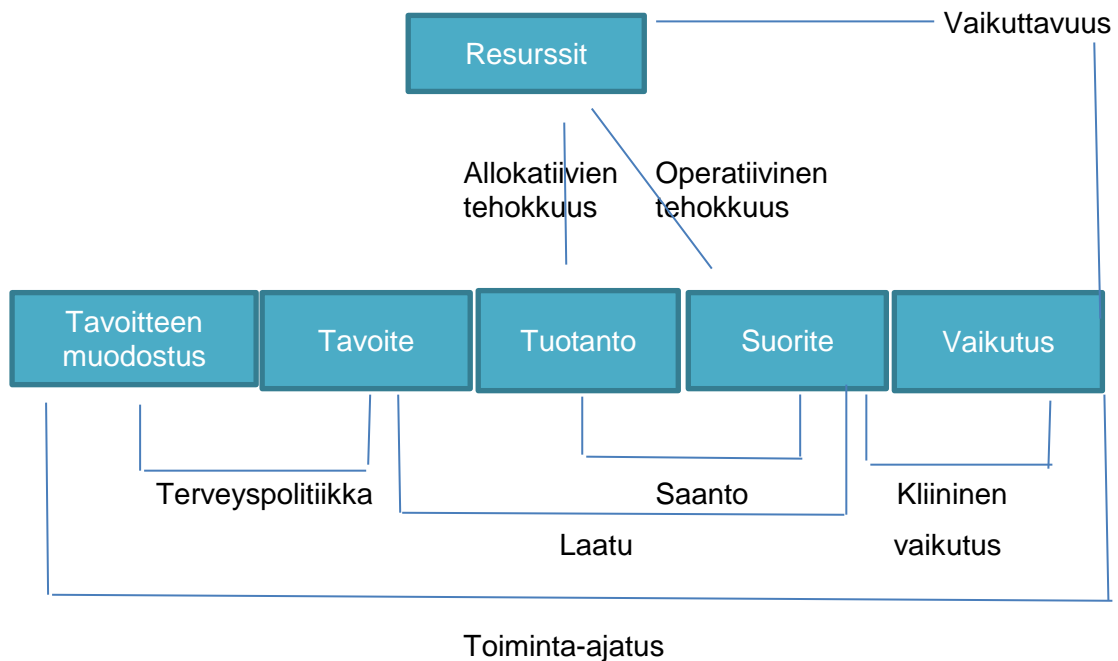 Vaikuttavuus
Resurssit
Allokatiivien
tehokkuus
Operatiivinen
tehokkuus
Tavoitteen
muodostus
Tavoite
Tuotanto
Suorite
Vaikutus
Terveyspolitiikka
Saanto
Kliininen
vaikutus
Laatu
Toiminta-ajatus